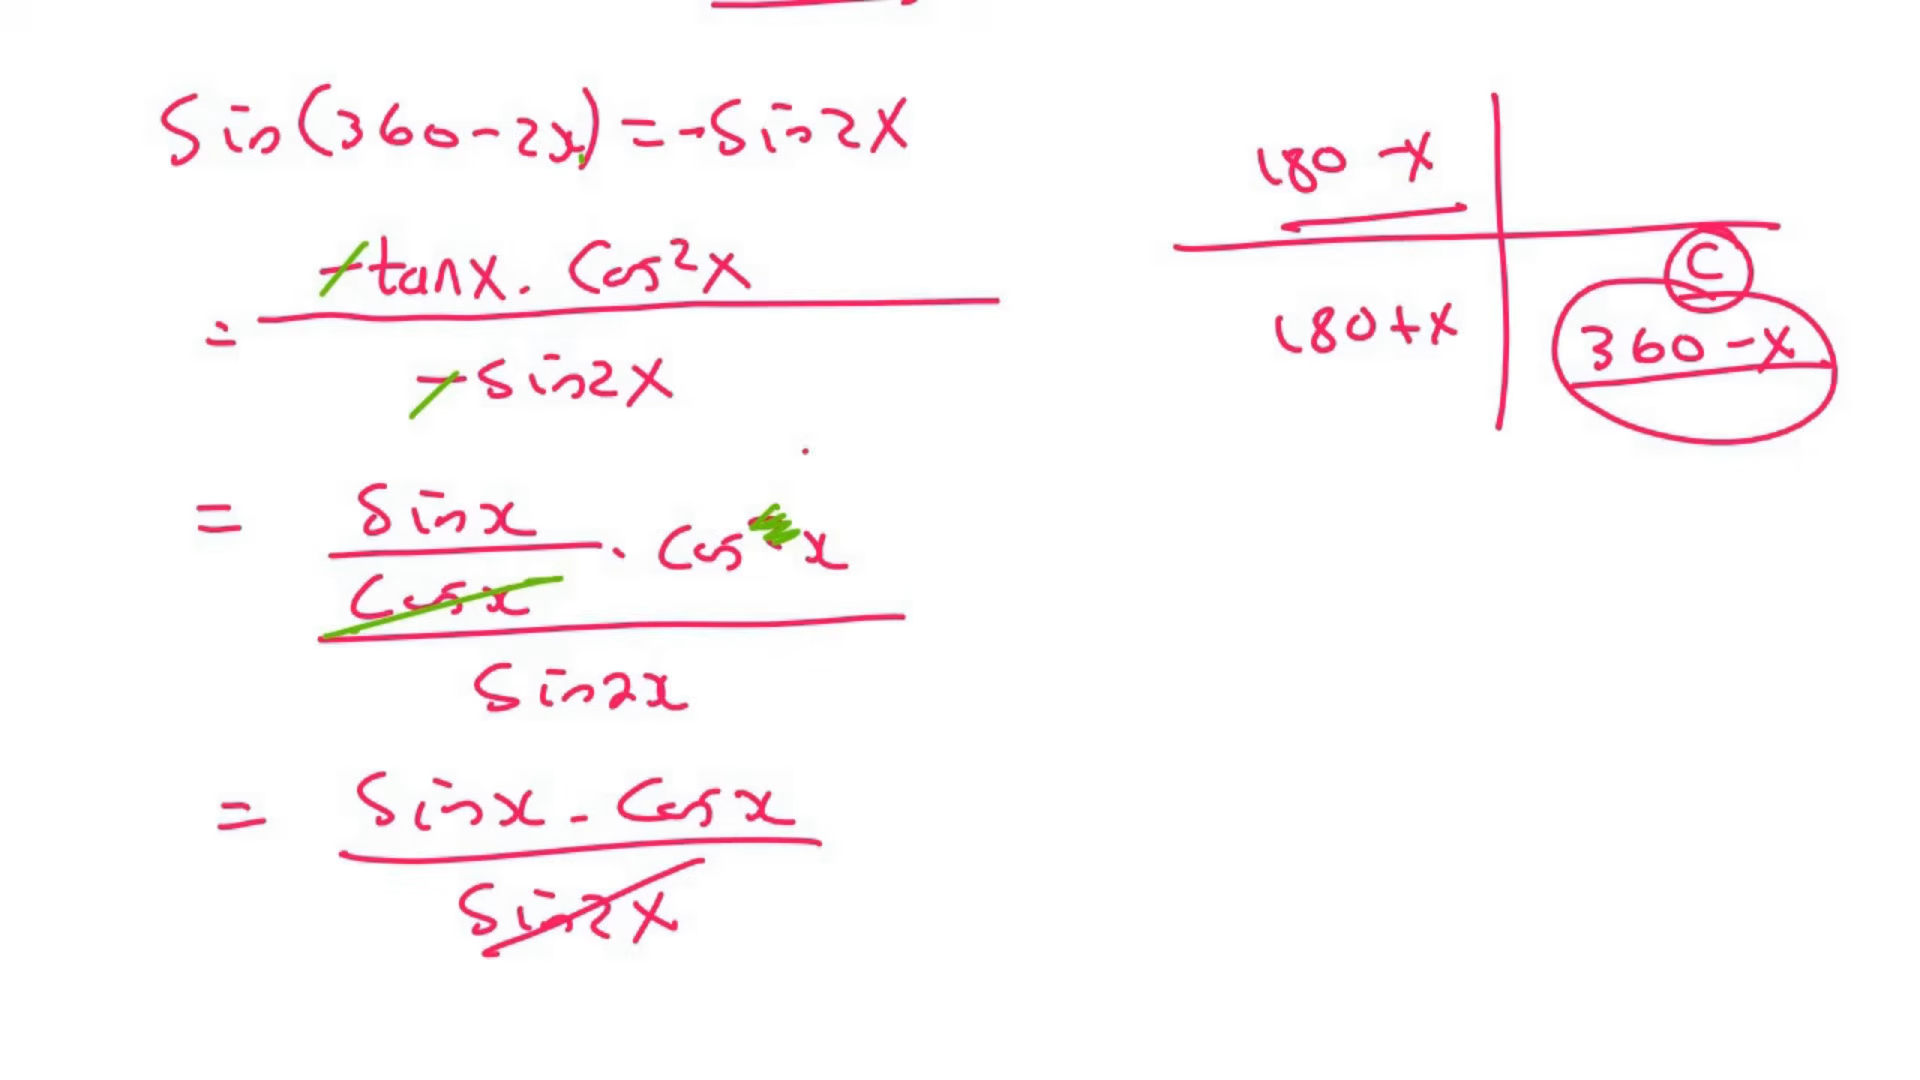 Sin(360-2x) = -Sin2x
= -tanx . Cos²x
-Sin2x
= Sinx . Cos x
Cosx
Sin2x
= Sinx . Cosx
Sin2x
180 -x
C
180+x
360-x